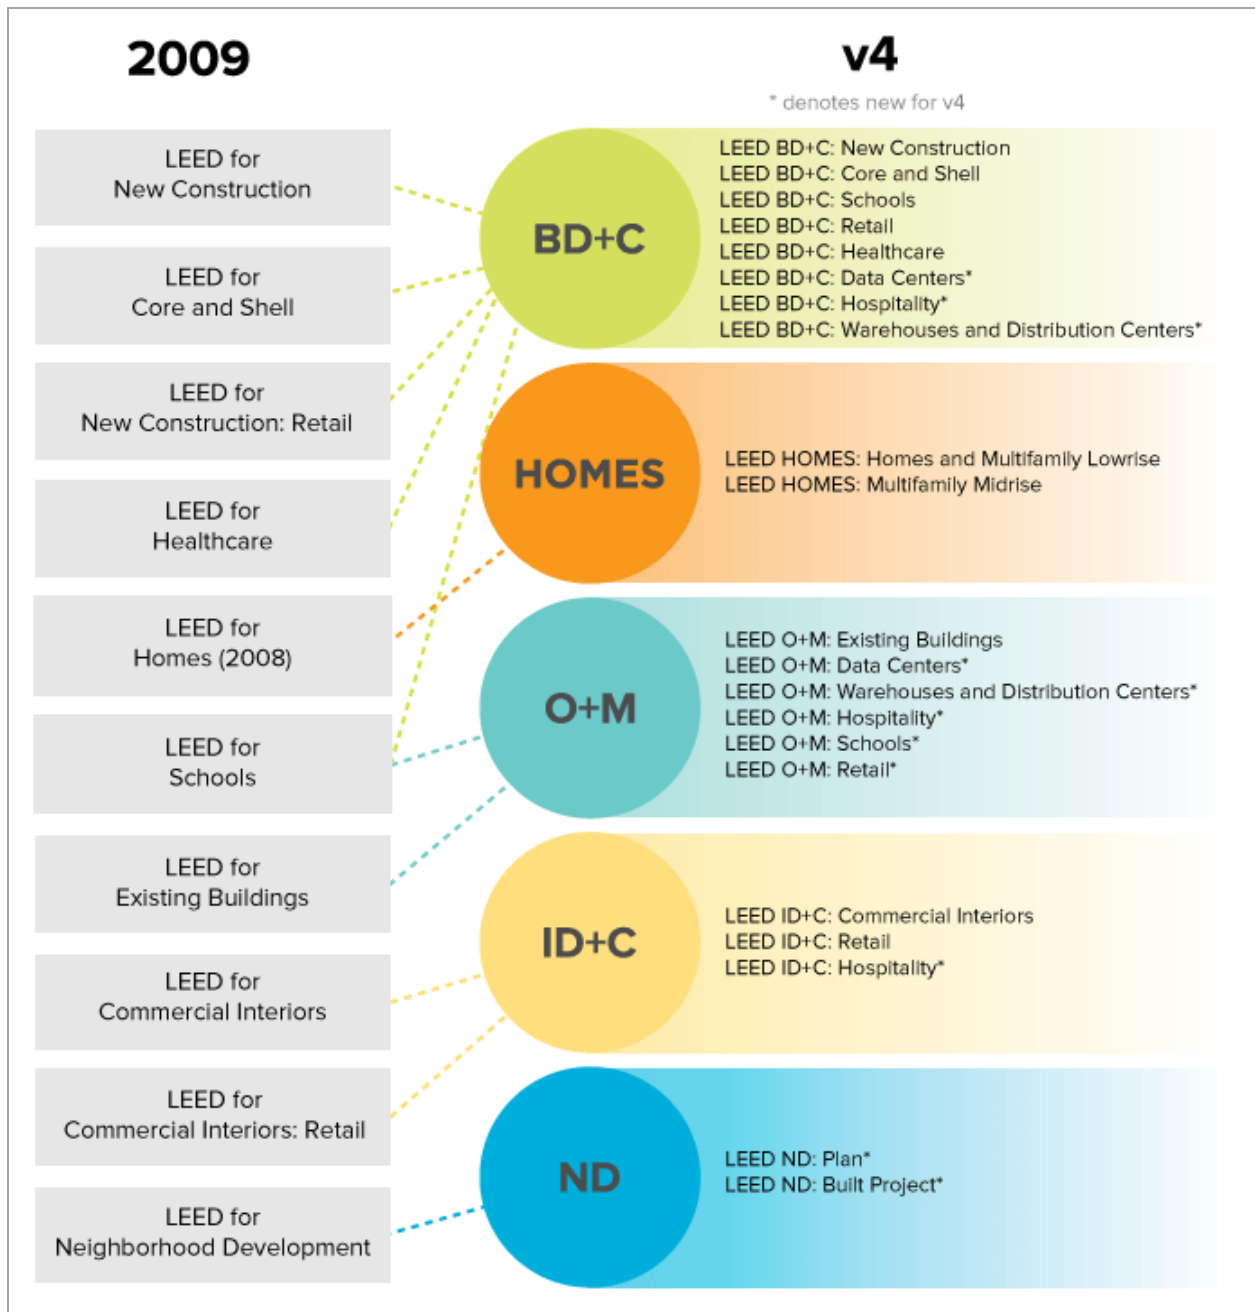 2009
v4
* denotes new for v4
LEED for
New Construction
LEED for
Core and Shell
LEED for
New Construction: Retail
LEED for
Healthcare
LEED for
Homes (2008)
LEED for
Schools
LEED for
Existing Buildings
LEED for
Commercial Interiors
LEED for
Commercial Interiors: Retail
LEED for
Neighborhood Development
BD+C
LEED BD+C: New Construction
LEED BD+C: Core and Shell
LEED BD+C: Schools
LEED BD+C: Retail
LEED BD+C: Healthcare
LEED BD+C: Data Centers*
LEED BD+C: Hospitality*
LEED BD+C: Warehouses and Distribution Centers*
HOMES
LEED HOMES: Homes and Multifamily Lowrise
LEED HOMES: Multifamily Midrise
O+M
LEED O+M: Existing Buildings
LEED O+M: Data Centers*
LEED O+M: Warehouses and Distribution Centers*
LEED O+M: Hospitality*
LEED O+M: Schools*
LEED O+M: Retail*
ID+C
LEED ID+C: Commercial Interiors
LEED ID+C: Retail
LEED ID+C: Hospitality*
ND
LEED ND: Plan*
LEED ND: Built Project*